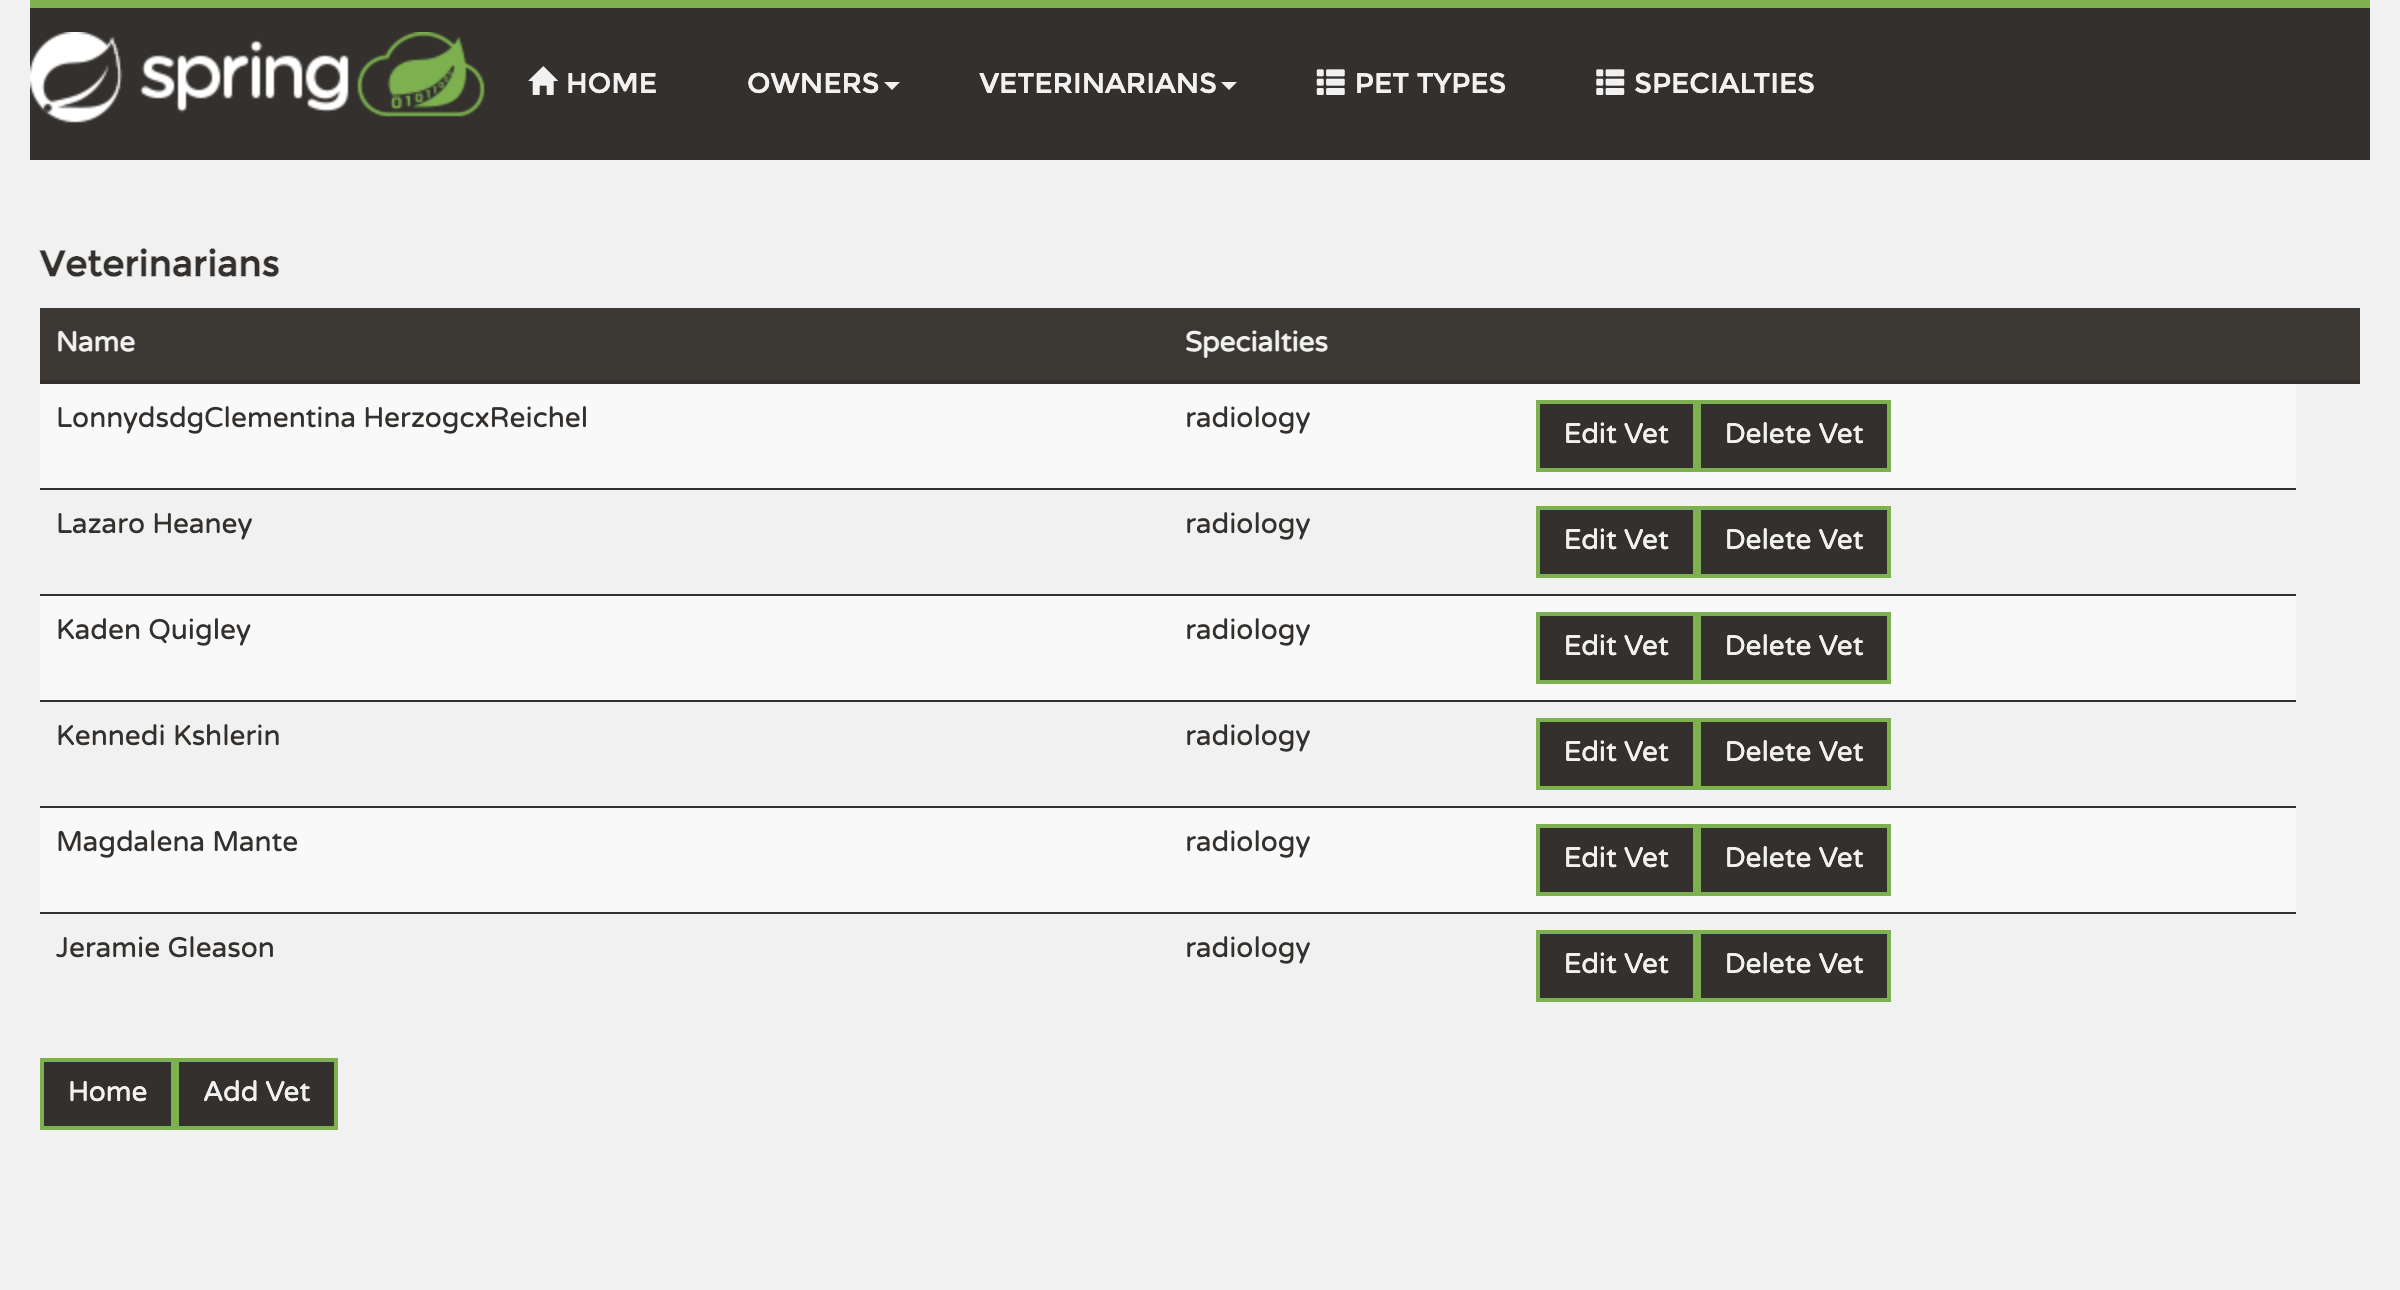 spring HOME OWNERS VETERINARIANS PET TYPES SPECIALTIES
Veterinarians
Name Specialties
LonnydsdgClementina HerzogcxReichel radiology Edit Vet Delete Vet
Lazaro Heaney radiology Edit Vet Delete Vet
Kaden Quigley radiology Edit Vet Delete Vet
Kennedi Kshlerin radiology Edit Vet Delete Vet
Magdalena Mante radiology Edit Vet Delete Vet
Jeramie Gleason radiology Edit Vet Delete Vet
Home Add Vet